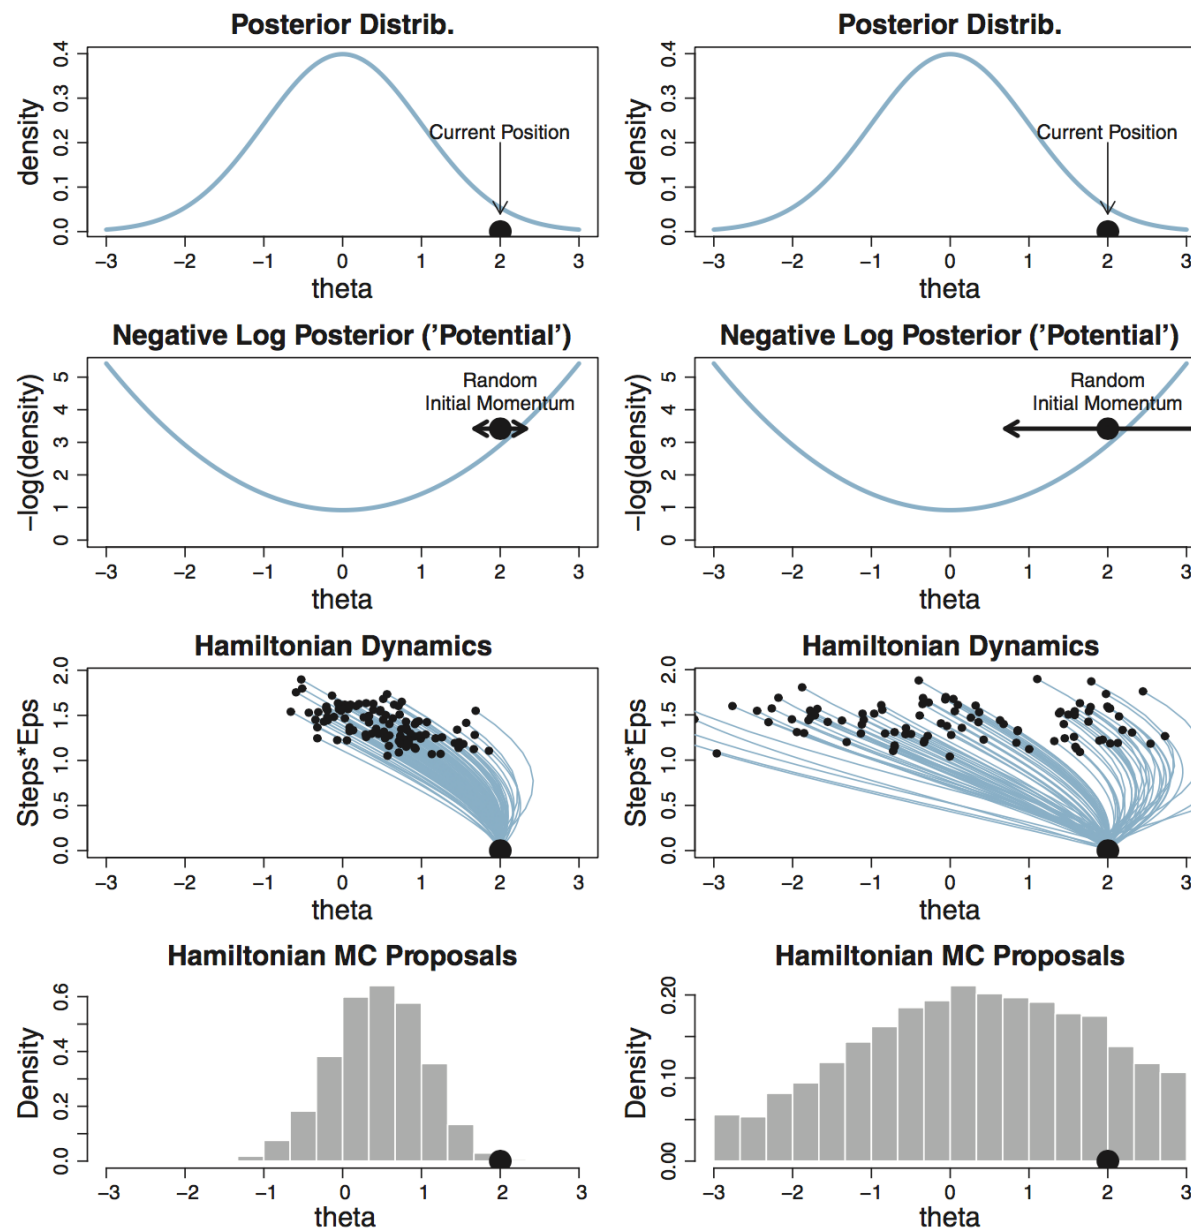 Posterior Distrib.
density
0.0 0.1 0.2 0.3 0.4
Current Position
−3 −2 −1 0 1 2 3
theta
Posterior Distrib.
density
0.0 0.1 0.2 0.3 0.4
Current Position
−3 −2 −1 0 1 2 3
theta
Negative Log Posterior (’Potential’)
−log(density)
0 1 2 3 4 5
Random
Initial Momentum
−3 −2 −1 0 1 2 3
theta
Negative Log Posterior (’Potential’)
−log(density)
0 1 2 3 4 5
Random
Initial Momentum
−3 −2 −1 0 1 2 3
theta
Hamiltonian Dynamics
Steps*Eps
0.0 0.5 1.0 1.5 2.0
−3 −2 −1 0 1 2 3
theta
Hamiltonian Dynamics
Steps*Eps
0.0 0.5 1.0 1.5 2.0
−3 −2 −1 0 1 2 3
theta
Hamiltonian MC Proposals
Density
0.0 0.2 0.4 0.6
−3 −2 −1 0 1 2 3
theta
Hamiltonian MC Proposals
Density
0.00 0.10 0.20
−3 −2 −1 0 1 2 3
theta